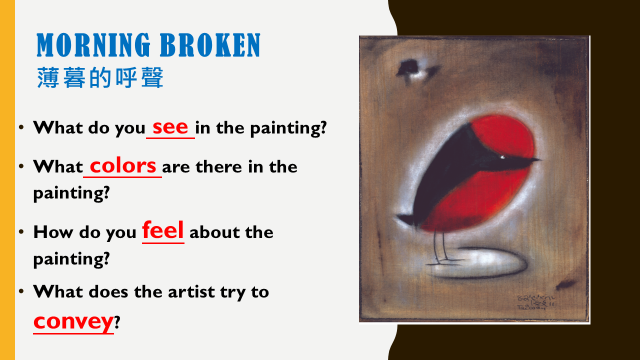 MORNING BROKEN
薄暮的呼聲
• What do you see in the painting?
• What colors are there in the
painting?
• How do you feel about the
painting?
• What does the artist try to
convey?